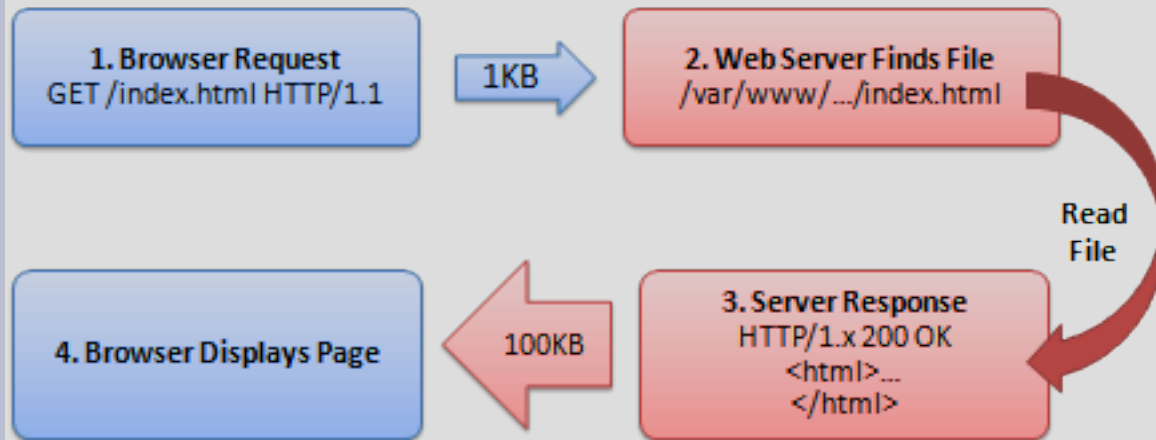 1. Browser Request
GET /index.html HTTP/1.1
1KB
2. Web Server Finds File
/var/www/.../index.html
Read
File
3. Server Response
HTTP/1.x 200 OK
<html>...
</html>
100KB
4. Browser Displays Page